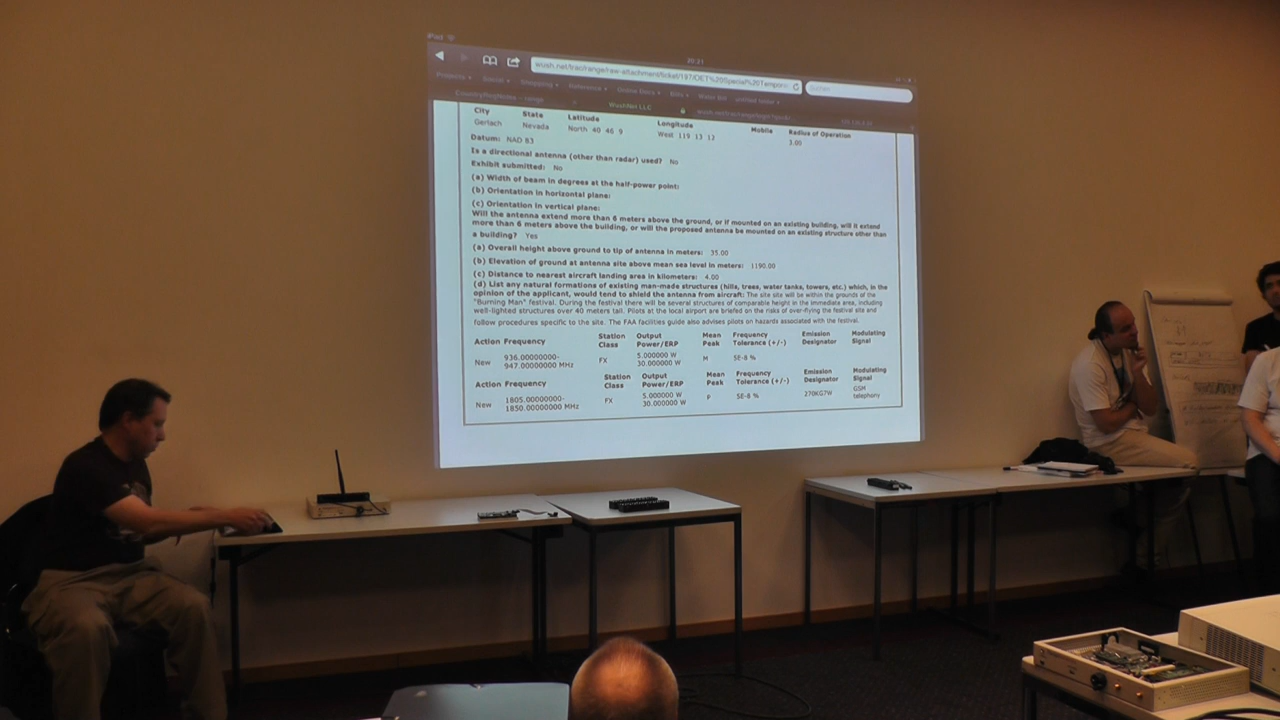 iPad
20:21
wush.net/trac/range/raw-attachment/ticket/197/OET%20Special%20Temporar
Suchen
Projects Social Shopping Reference Online Docs
WushNet LLC
City State Latitude Longitude Mobile Radius of Operation
Gerlach Nevada North 40 46 9 West 119 13 12 3.00
Datum: NAD 83
Is a directional antenna (other than radar) used? No
Exhibit submitted: No
(a) Width of beam in degrees at the half-power point:
(b) Orientation in horizontal plane:
(c) Orientation in vertical plane:
Will the antenna extend more than 6 meters above the ground, or if mounted on an existing building, will it extend
more than 6 meters above the building, or will the proposed antenna be mounted on an existing structure other than
a building? Yes
(a) Overall height above ground to tip of antenna in meters: 35.00
(b) Elevation of ground at antenna site above mean sea level in meters: 1190.00
(c) Distance to nearest aircraft landing area in kilometers: 4.00
(d) List any natural formations of existing man-made structures (hills, trees, water tanks, towers, etc.) which, in the
opinion of the applicant, would tend to shield the antenna from aircraft: The site site will be within the grounds of the
"Burning Man" festival. During the festival there will be several structures of comparable height in the immediate area, including
well-lighted structures over 40 meters tall. Pilots at the local airport are briefed on the risks of over-flying the festival site and
follow procedures specific to the site. The FAA facilities guide also advises pilots on hazards associated with the festival.
Action Frequency Station Class Output Power/ERP Mean Peak Frequency Tolerance (+/-) Emission Designator Modulating Signal
New 936.00000000-947.00000000 MHz FX 5.000000 W 30.000000 W M 5E-8 %
Action Frequency Station Class Output Power/ERP Mean Peak Frequency Tolerance (+/-) Emission Designator Modulating Signal
New 1805.00000000-1850.00000000 MHz FX 5.000000 W 30.000000 W P 5E-8 % 270KG7W GSM telephony